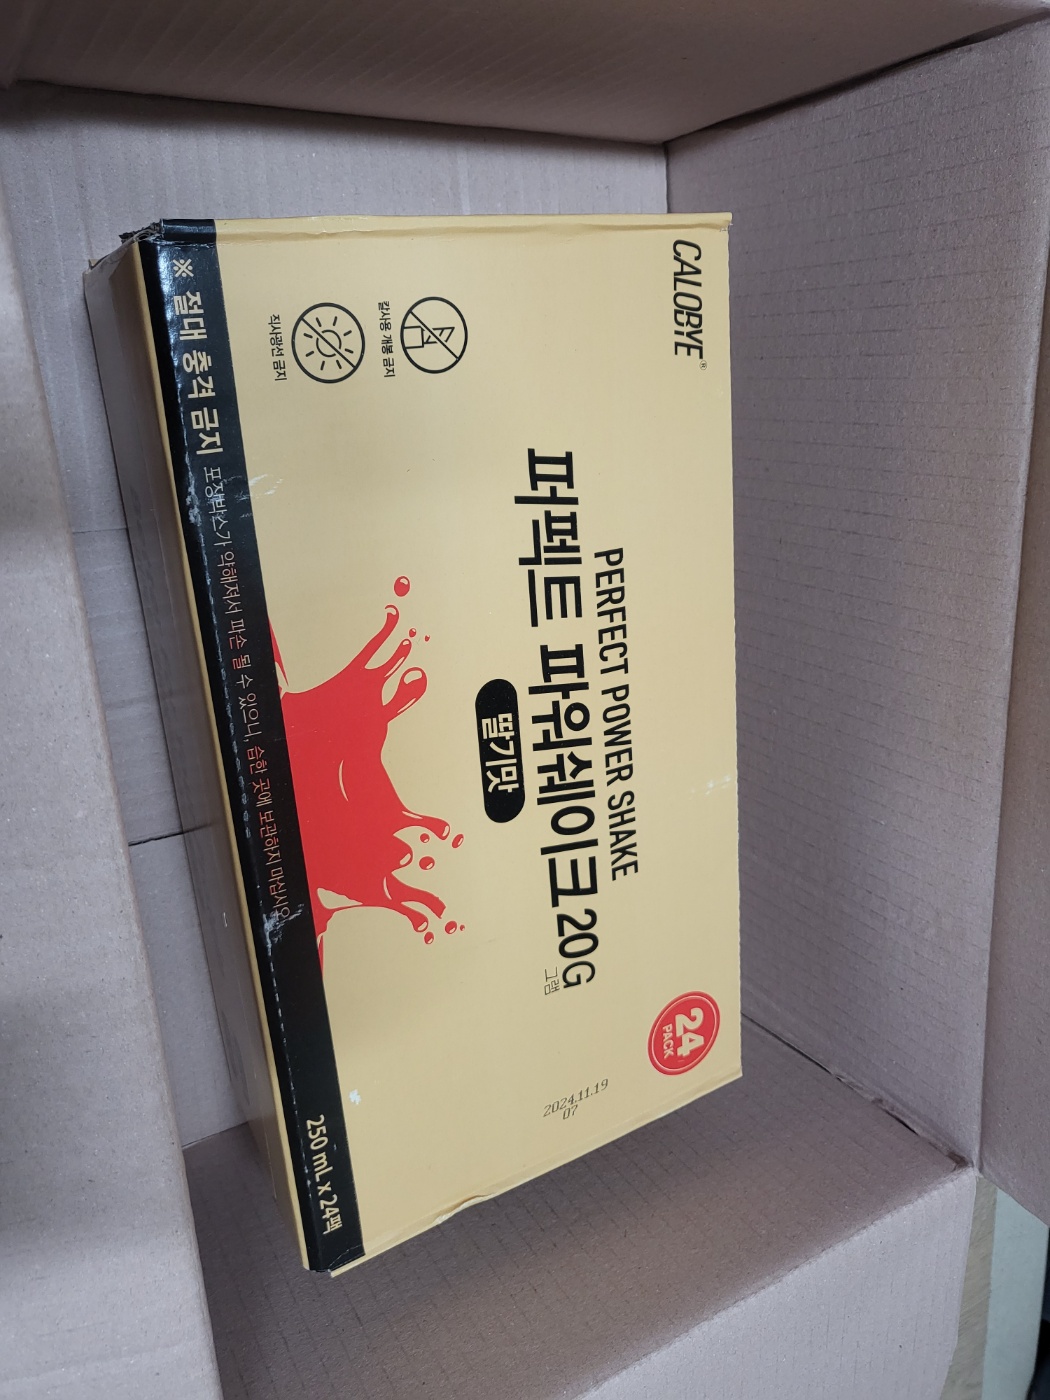 CALOBYE®
PERFECT POWER SHAKE
퍼펙트 파워쉐이크 20G
그램
딸기맛
24
PACK
칼사용 개봉 금지
직사광선 금지
2024.11.19
07
※ 절대 충격 금지 포장박스가 약해져서 파손 될 수 있으니, 습한 곳에 보관하지 마십시오
250 mL x 24팩